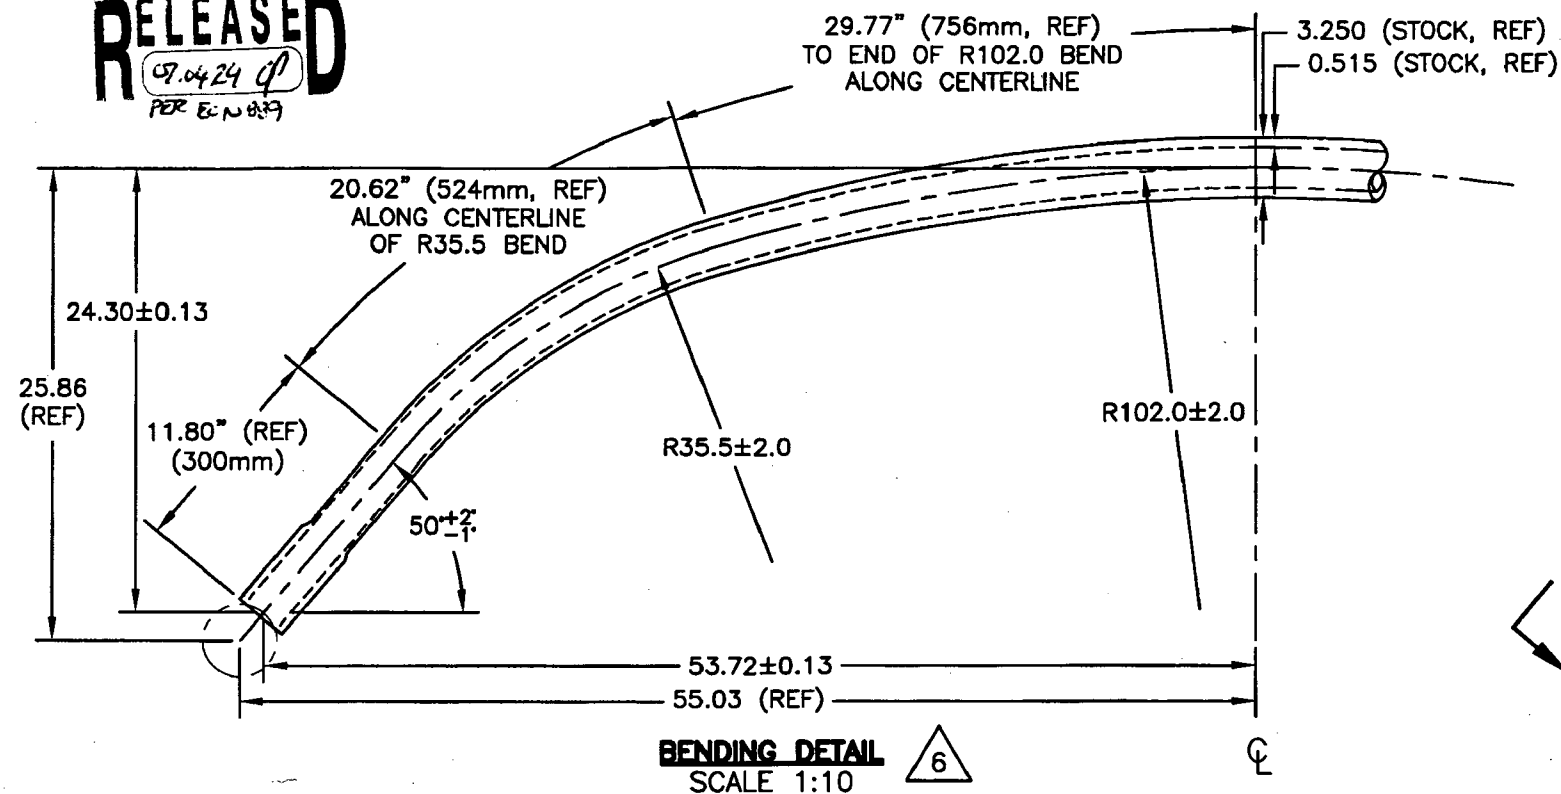 RELEASED
07.04.24
PER ECN
29.77" (756mm, REF)
TO END OF R102.0 BEND
ALONG CENTERLINE
3.250 (STOCK, REF)
0.515 (STOCK, REF)
20.62" (524mm, REF)
ALONG CENTERLINE
OF R35.5 BEND
24.30±0.13
25.86
(REF)
11.80" (REF)
(300mm)
R35.5±2.0
R102.0±2.0
50°+2°
-1°
53.72±0.13
55.03 (REF)
BENDING DETAIL
6
SCALE 1:10
℄